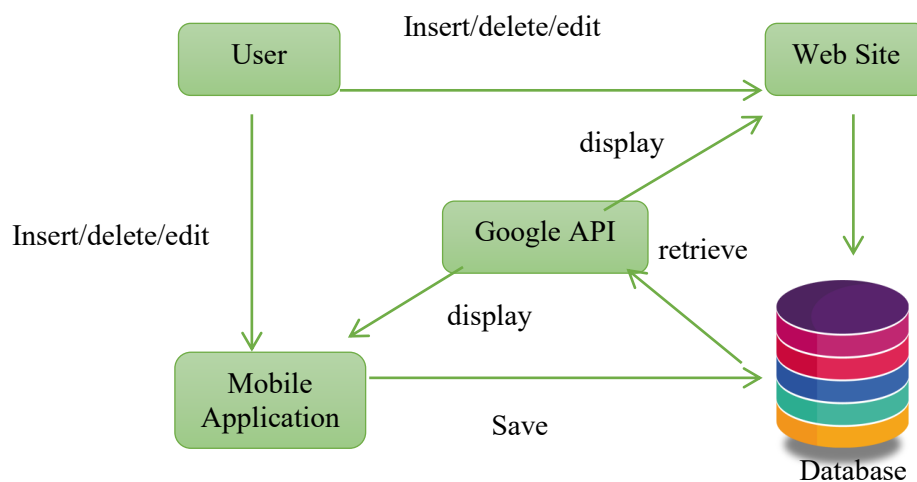 Insert/delete/edit
User
Web Site
display
Insert/delete/edit
Google API
retrieve
display
Mobile
Application
Save
Database